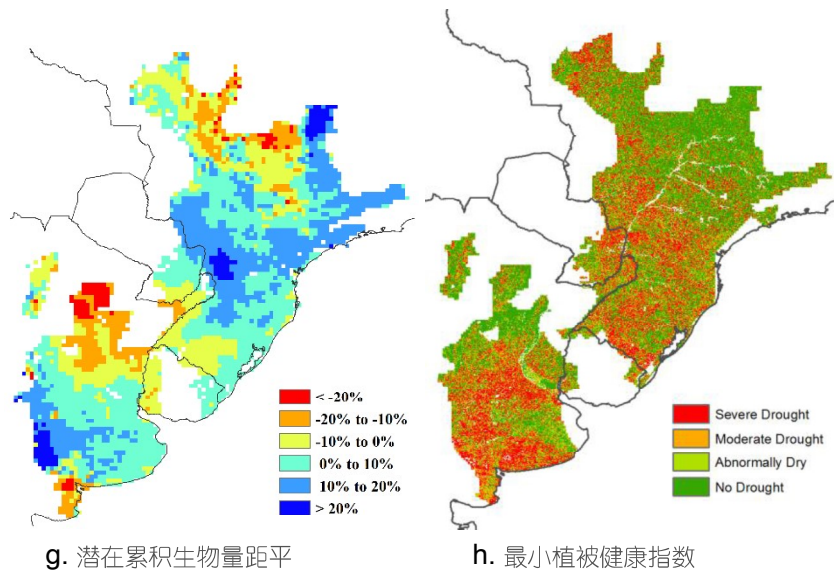 < -20%
-20% to -10%
-10% to 0%
0% to 10%
10% to 20%
> 20%
g. 潜在累积生物量距平
Severe Drought
Moderate Drought
Abnormally Dry
No Drought
h. 最小植被健康指数